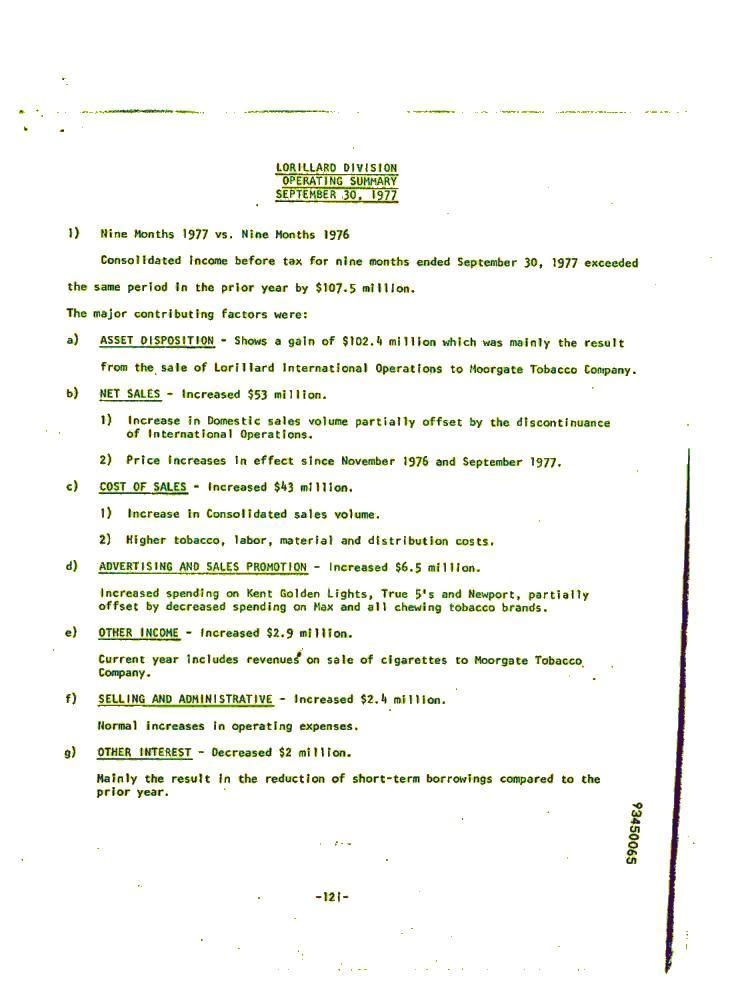 LORILLARD DIVISION
OPERATING SUMMARY
SEPTEMBER 30, 1977
1) Nine Months 1977 vs. Nine Months 1976
Consolidated Income before tax for nine months ended September 30, 1977 exceeded
the same period in the prior year by $107.5 million.
The major contributing factors were:
a) ASSET DISPOSITION - Shows a gain of $102.4 million which was mainly the result
from the sale of Lorillard International Operations to Moorgate Tobacco Company.
b) NET SALES - Increased $53 million.
1) Increase in Domestic sales volume partially offset by the discontinuance
of International Operations.
2) Price increases in effect since November 1976 and September 1977.
c) COST OF SALES - Increased $43 million.
1) Increase in Consolidated sales volume.
2) Higher tobacco, labor, material and distribution costs.
d) ADVERTISING AND SALES PROMOTION - Increased $6.5 million.
Increased spending on Kent Golden Lights, True 5's and Newport, partially
offset by decreased spending on Max and all chewing tobacco brands.
e) OTHER INCOME - Increased $2.9 million.
Current year includes revenues on sale of cigarettes to Moorgate Tobacco
Company.
f) SELLING AND ADMINISTRATIVE - Increased $2.4 million.
Normal increases in operating expenses.
g) OTHER INTEREST - Decreased $2 million.
Mainly the result in the reduction of short-term borrowings compared to the
prior year.
93450065
-121-